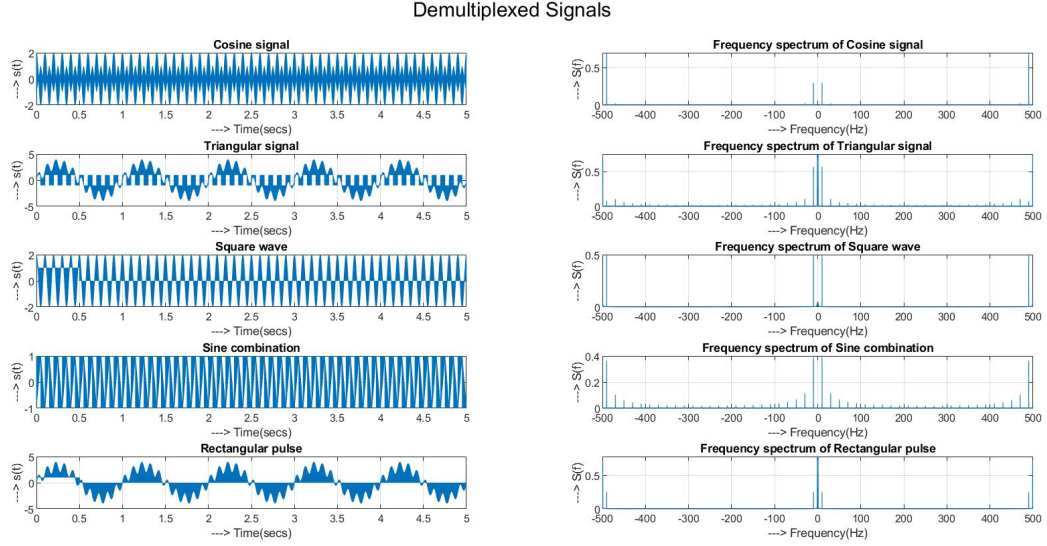 Demultiplexed Signals
Cosine signal
---> s(t)
2
0
-2
0 0.5 1 1.5 2 2.5 3 3.5 4 4.5 5
---> Time(secs)
Frequency spectrum of Cosine signal
---> S(f)
0.5
0
-500 -400 -300 -200 -100 0 100 200 300 400 500
---> Frequency(Hz)
Triangular signal
---> s(t)
5
0
-5
0 0.5 1 1.5 2 2.5 3 3.5 4 4.5 5
---> Time(secs)
Frequency spectrum of Triangular signal
---> S(f)
0.5
0
-500 -400 -300 -200 -100 0 100 200 300 400 500
---> Frequency(Hz)
Square wave
---> s(t)
2
0
-2
0 0.5 1 1.5 2 2.5 3 3.5 4 4.5 5
---> Time(secs)
Frequency spectrum of Square wave
---> S(f)
0.5
0
-500 -400 -300 -200 -100 0 100 200 300 400 500
---> Frequency(Hz)
Sine combination
---> s(t)
1
0
-1
0 0.5 1 1.5 2 2.5 3 3.5 4 4.5 5
---> Time(secs)
Frequency spectrum of Sine combination
---> S(f)
0.4
0.2
0
-500 -400 -300 -200 -100 0 100 200 300 400 500
---> Frequency(Hz)
Rectangular pulse
---> s(t)
5
0
-5
0 0.5 1 1.5 2 2.5 3 3.5 4 4.5 5
---> Time(secs)
Frequency spectrum of Rectangular pulse
---> S(f)
0.5
0
-500 -400 -300 -200 -100 0 100 200 300 400 500
---> Frequency(Hz)